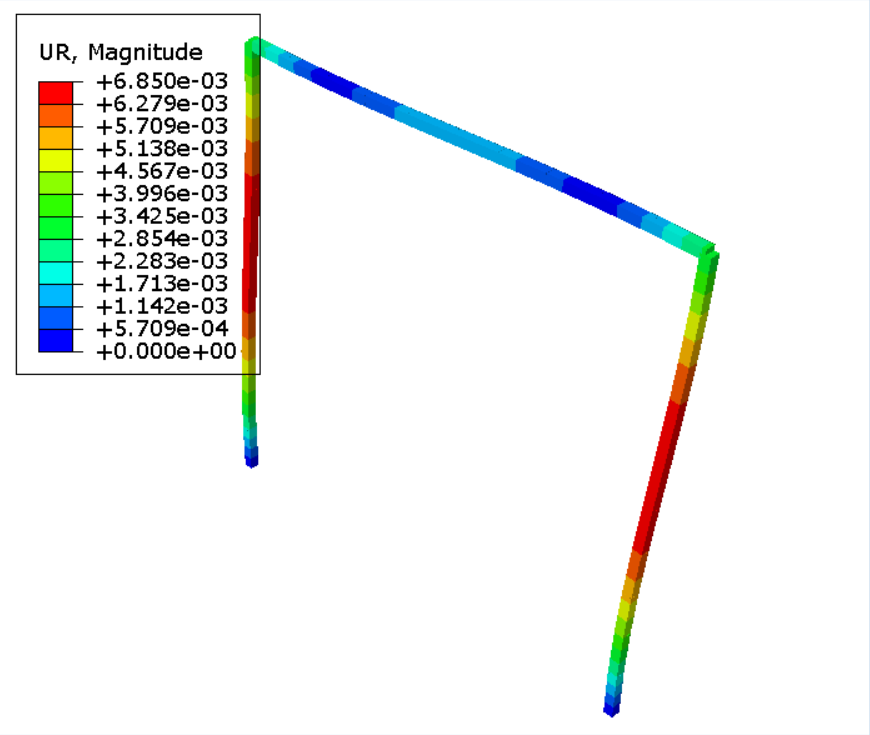 UR, Magnitude
+6.850e-03
+6.279e-03
+5.709e-03
+5.138e-03
+4.567e-03
+3.996e-03
+3.425e-03
+2.854e-03
+2.283e-03
+1.713e-03
+1.142e-03
+5.709e-04
+0.000e+00